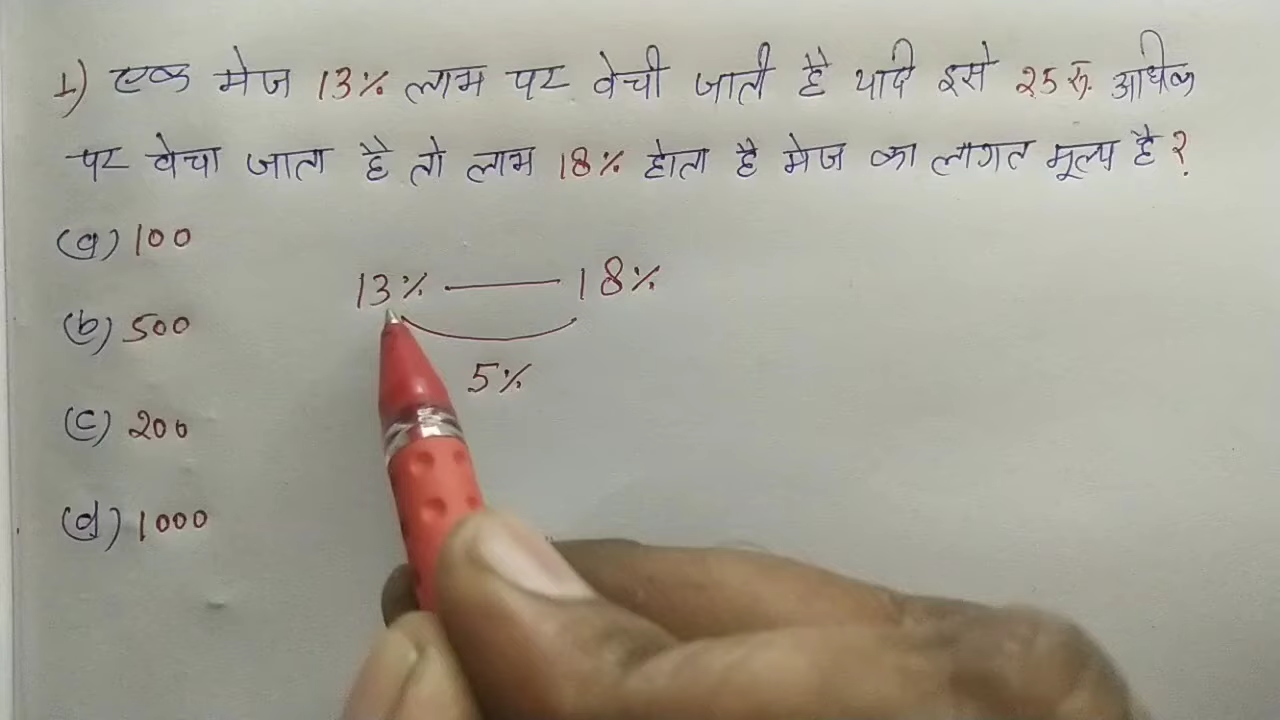 1) एक मेज 13% लाभ पर बेची जाती है यदि इसे 25 रु. अधिक
पर बेचा जाता है तो लाभ 18% होता है मेज का लागत मूल्य है ?
(a) 100
(b) 500
(c) 200
(d) 1000
13% — 18%
5%